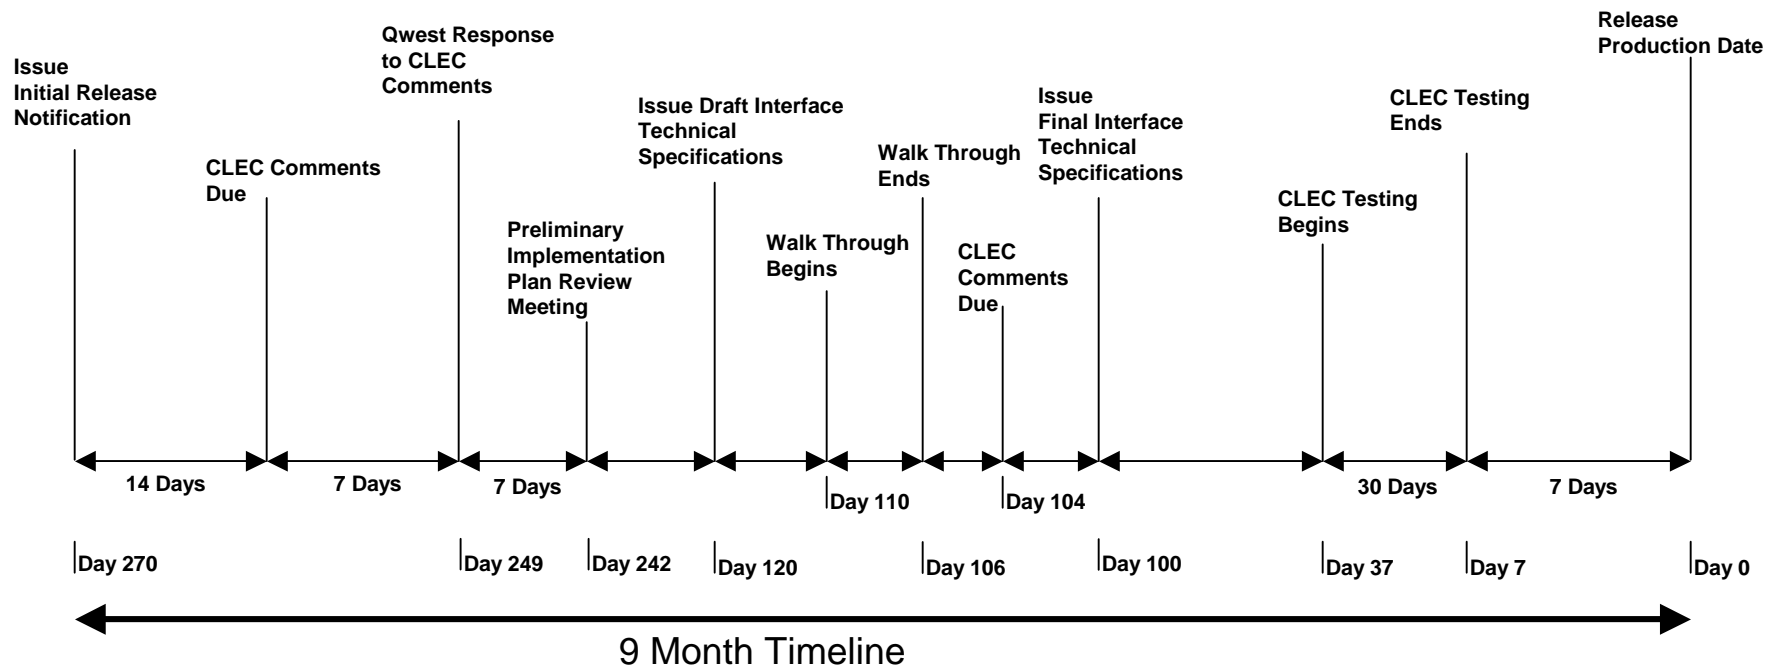 Issue
Initial Release
Notification
CLEC Comments
Due
Qwest Response
to CLEC
Comments
Preliminary
Implementation
Plan Review
Meeting
Issue Draft Interface
Technical
Specifications
Walk Through
Begins
Walk Through
Ends
CLEC
Comments
Due
Issue
Final Interface
Technical
Specifications
CLEC Testing
Begins
CLEC Testing
Ends
Release
Production Date
14 Days
7 Days
7 Days
30 Days
7 Days
Day 110
Day 104
Day 270
Day 249
Day 242
Day 120
Day 106
Day 100
Day 37
Day 7
Day 0
9 Month Timeline